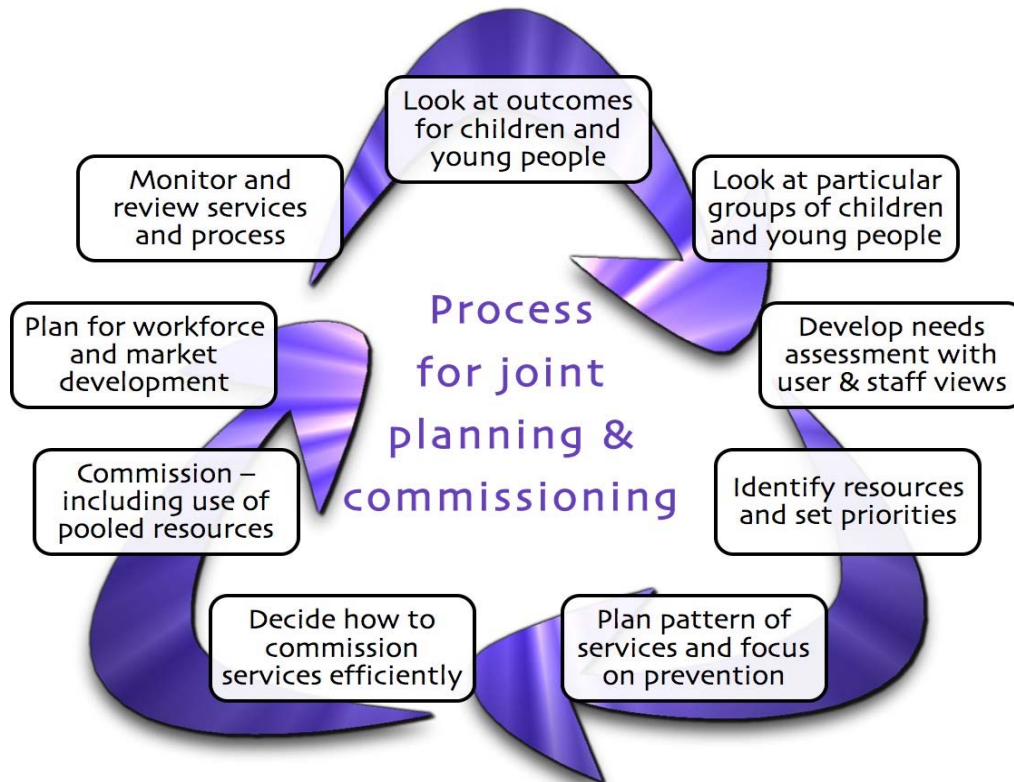 Look at outcomes
for children and
young people
Look at particular
groups of children
and young people
Develop needs
assessment with
user & staff views
Identify resources
and set priorities
Plan pattern of
services and focus
on prevention
Decide how to
commission
services efficiently
Commission –
including use of
pooled resources
Plan for workforce
and market
development
Monitor and
review services
and process
Process
for joint
planning &
commissioning